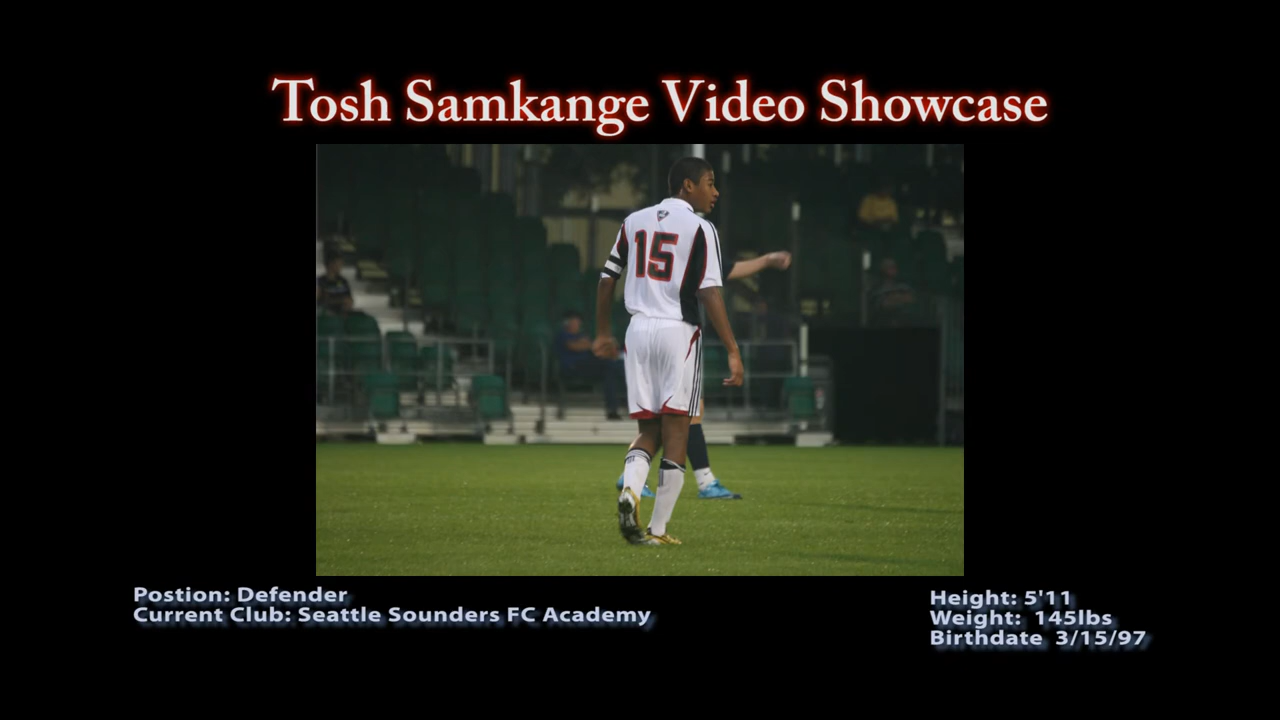 Tosh Samkange Video Showcase
15
Postion: Defender
Current Club: Seattle Sounders FC Academy
Height: 5'11
Weight: 145lbs
Birthdate 3/15/97